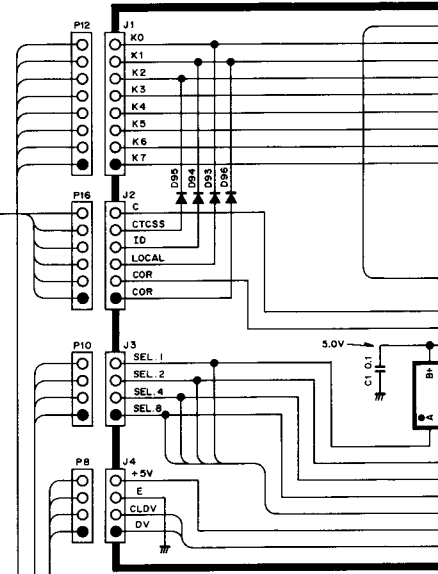 P12 J1
K0
K1
K2
K3
K4
K5
K6
K7
D95 D94 D93 D96
P16 J2
C
CTCSS
ID
LOCAL
COR
COR
P10 J3
SEL.1
SEL.2
SEL.4
SEL.8
5.0V
C1 0.1
B+
A
P8 J4
+5V
E
CLDV
DV